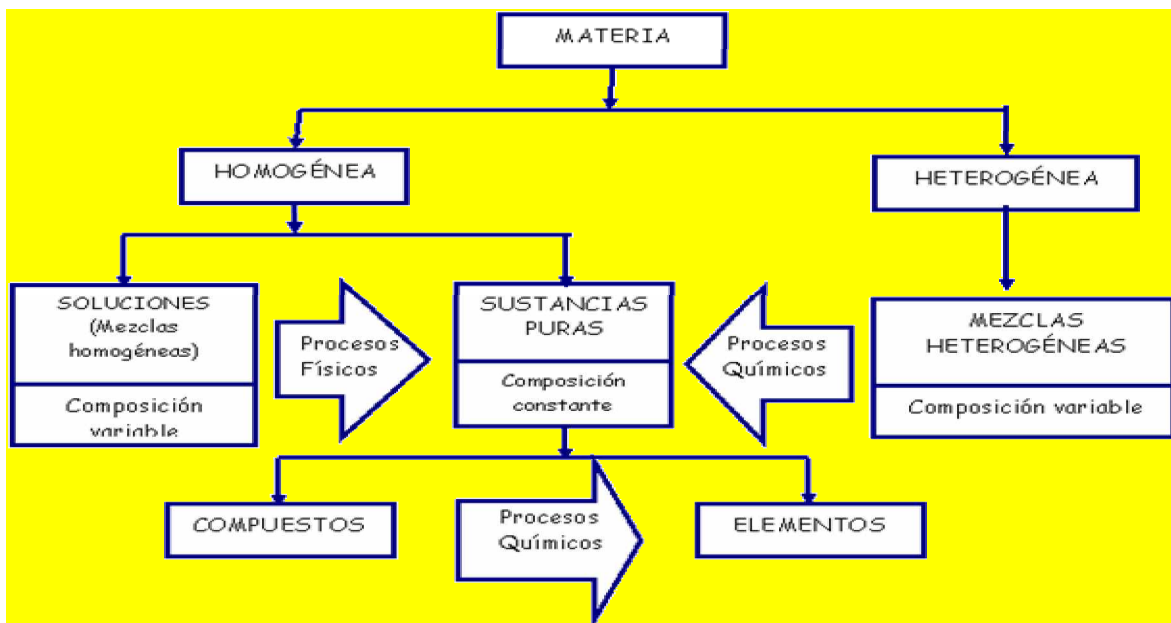 MATERIA
HOMOGÉNEA
HETEROGÉNEA
SOLUCIONES
(Mezclas
homogéneas)
Composición
variable
Procesos
Físicos
SUSTANCIAS
PURAS
Composición
constante
Procesos
Químicos
MEZCLAS
HETEROGÉNEAS
Composición variable
COMPUESTOS
Procesos
Químicos
ELEMENTOS